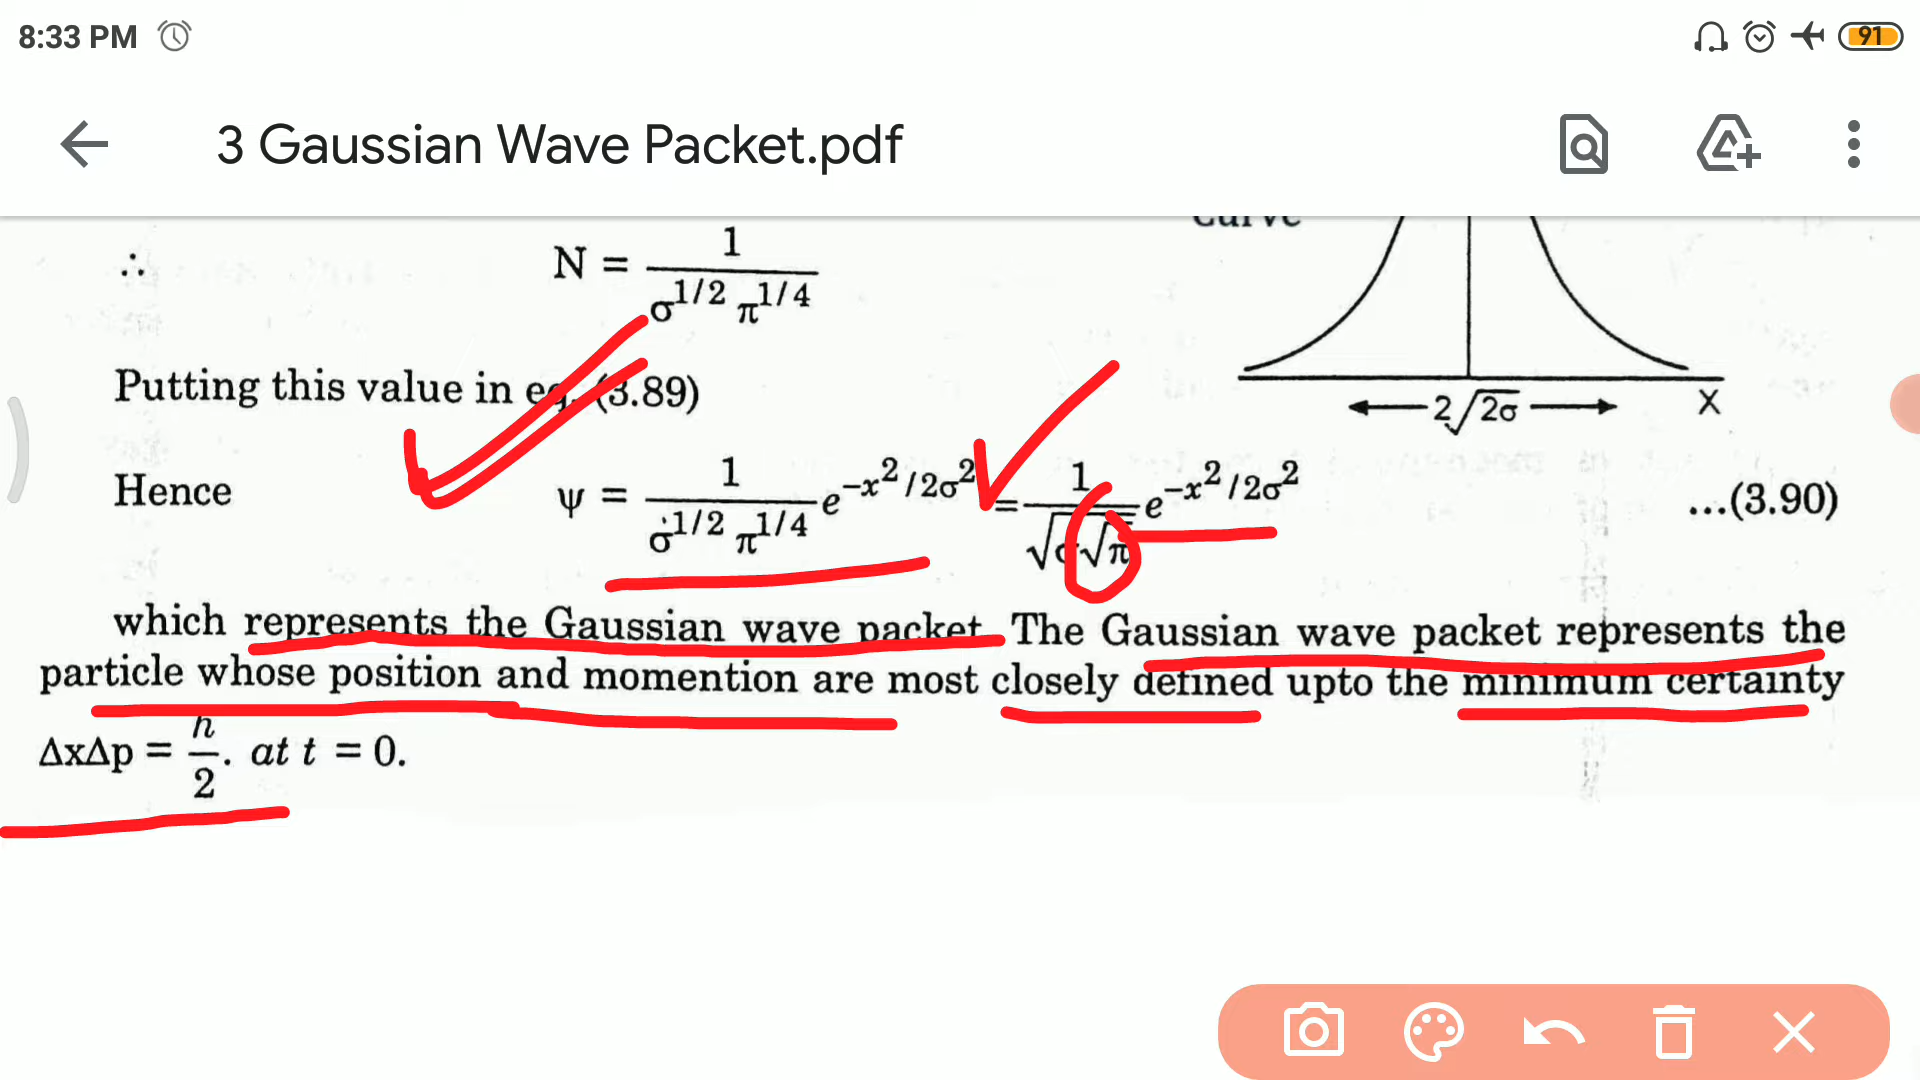 8:33 PM
91
3 Gaussian Wave Packet.pdf
Curve
∴ N = 1 / σ^1/2 π^1/4
Putting this value in eq. (3.89)
2√2σ X
Hence ψ = 1 / σ^1/2 π^1/4 e^−x²/2σ² = 1 / √σ√π e^−x²/2σ² ...(3.90)
which represents the Gaussian wave packet. The Gaussian wave packet represents the
particle whose position and momention are most closely defined upto the minimum certainty
ΔxΔp = ℏ/2. at t = 0.